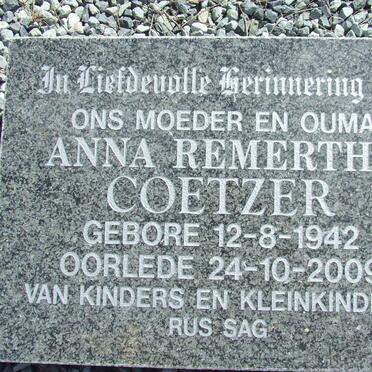 In Liefdevolle Herinnering
ONS MOEDER EN OUMA
ANNA REMERTH
COETZER
GEBORE 12-8-1942
OORLEDE 24-10-2009
VAN KINDERS EN KLEINKIND
RUS SAG